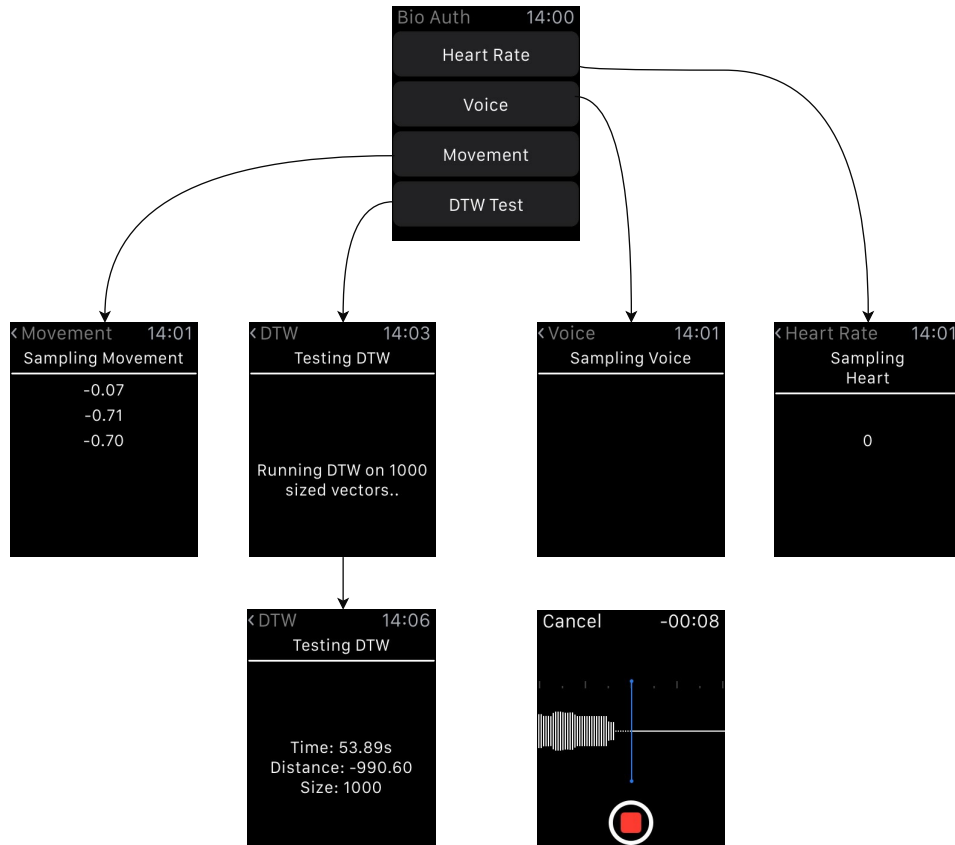 Bio Auth 14:00
Heart Rate
Voice
Movement
DTW Test
‹ Movement 14:01
Sampling Movement
-0.07
-0.71
-0.70
‹ DTW 14:03
Testing DTW
Running DTW on 1000
sized vectors..
‹ Voice 14:01
Sampling Voice
‹ Heart Rate 14:01
Sampling
Heart
0
‹ DTW 14:06
Testing DTW
Time: 53.89s
Distance: -990.60
Size: 1000
Cancel -00:08